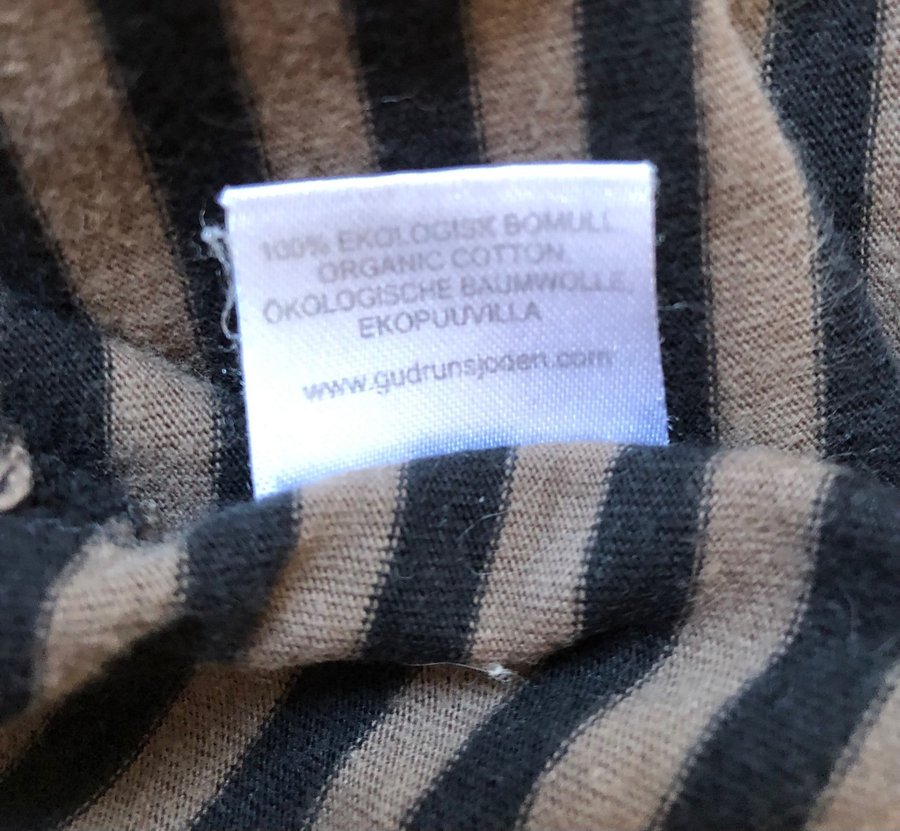 100% EKOLOGISK BOMULL
ORGANIC COTTON
ÖKOLOGISCHE BAUMWOLLE,
EKOPUUVILLA
www.gudrunsjoden.com